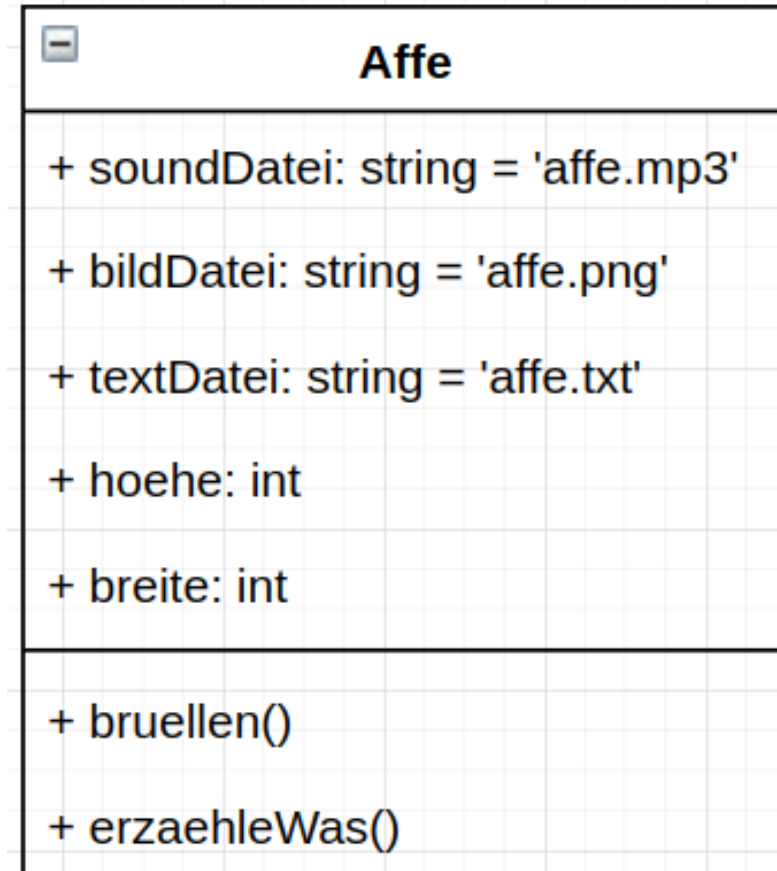 Affe
+ soundDatei: string = 'affe.mp3'
+ bildDatei: string = 'affe.png'
+ textDatei: string = 'affe.txt'
+ hoehe: int
+ breite: int
+ bruellen()
+ erzaehleWas()